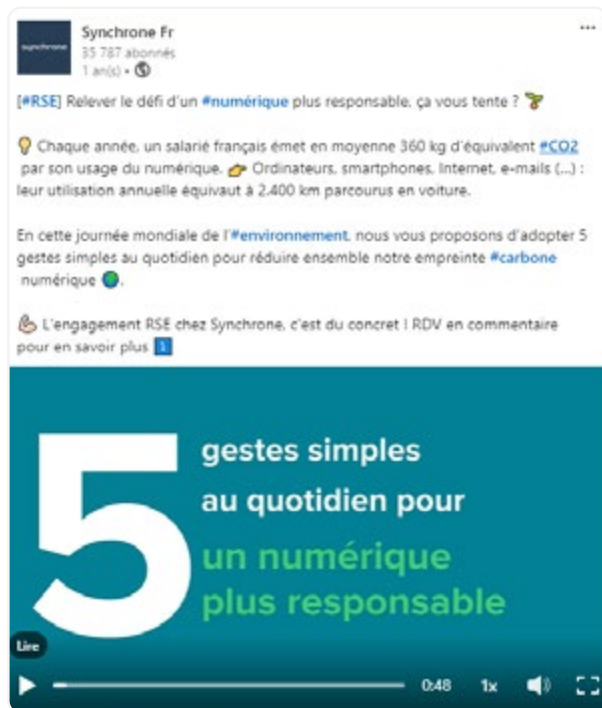 synchrone
Synchrone Fr
35 787 abonnés
1 an(s) •
[#RSE] Relever le défi d'un #numérique plus responsable, ça vous tente ?
Chaque année, un salarié français émet en moyenne 360 kg d'équivalent #CO2
par son usage du numérique. 👉 Ordinateurs, smartphones, Internet, e-mails (...) :
leur utilisation annuelle équivaut à 2.400 km parcourus en voiture.
En cette journée mondiale de l'#environnement, nous vous proposons d'adopter 5
gestes simples au quotidien pour réduire ensemble notre empreinte #carbone
numérique 🌍.
L'engagement RSE chez Synchrone, c'est du concret ! RDV en commentaire
pour en savoir plus
5
gestes simples
au quotidien pour
un numérique
plus responsable
Lire
0:48 1x